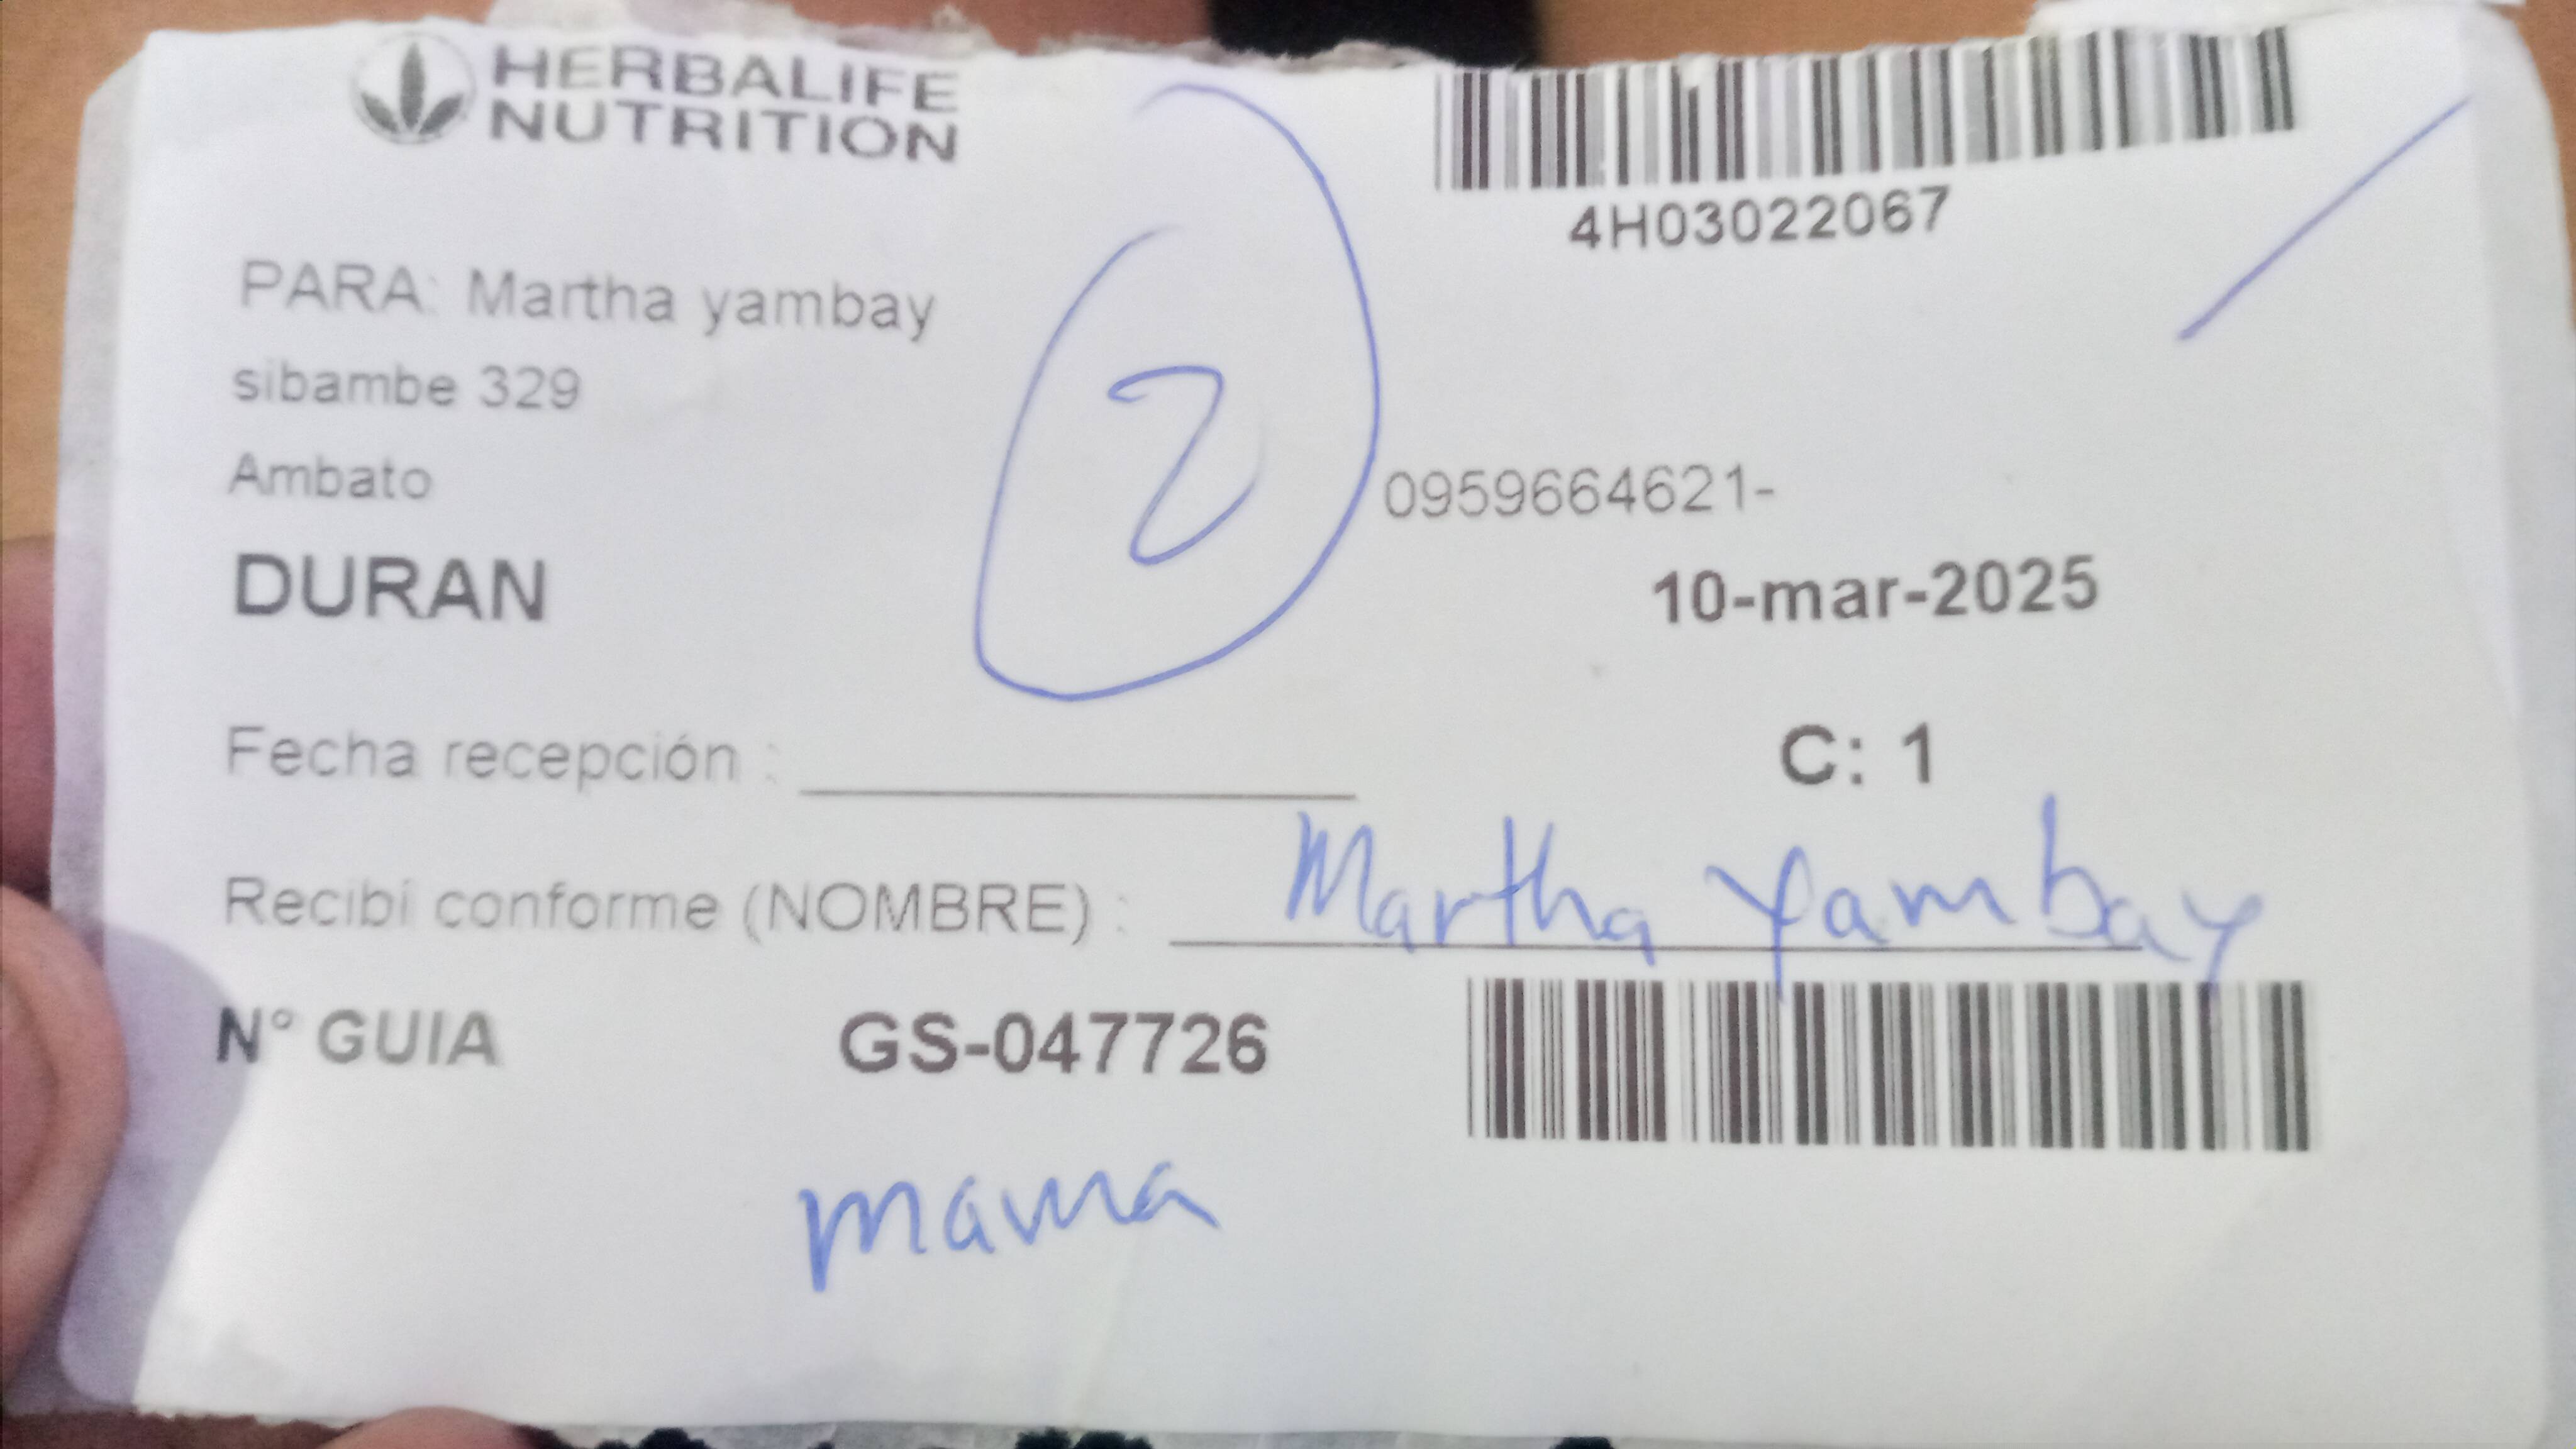 HERBALIFE
NUTRITION
4H03022067
PARA: Martha yambay
sibambe 329
2
Ambato
0959664621-
DURAN
10-mar-2025
Fecha recepción :
C: 1
Recibí conforme (NOMBRE) : Martha Yambay
N° GUIA GS-047726
mama